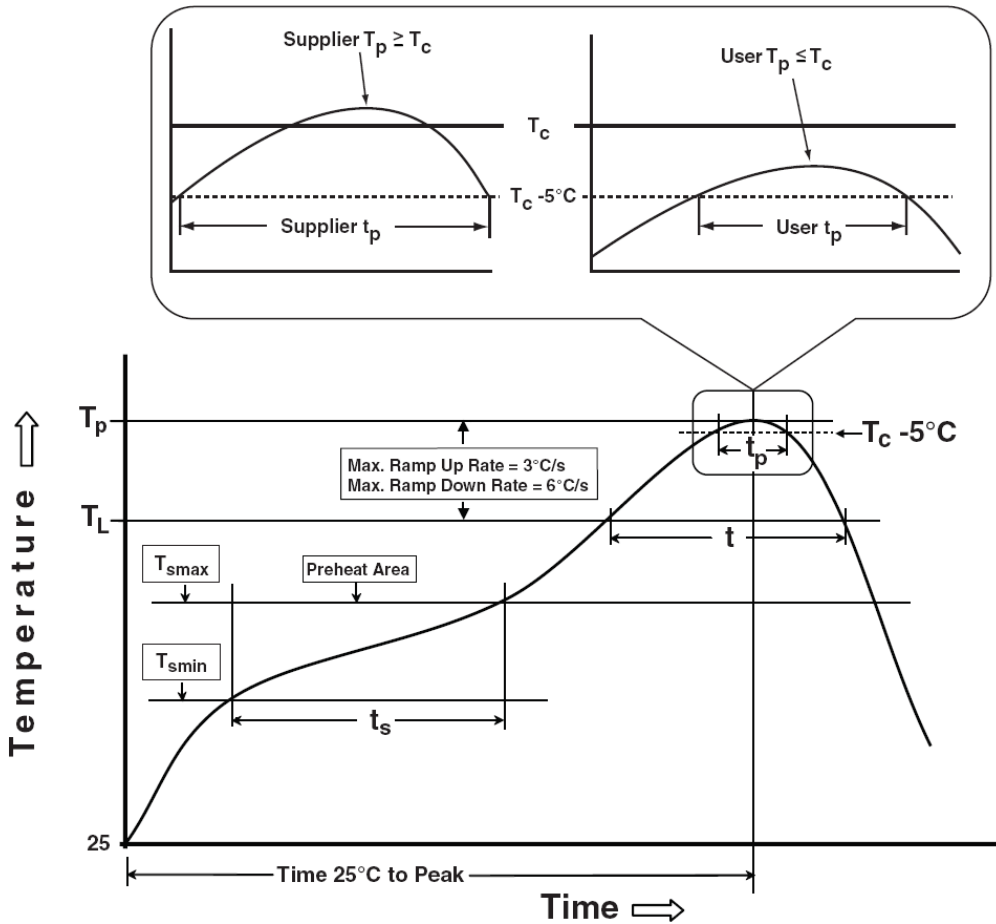 Supplier Tp ≥ Tc
User Tp ≤ Tc
Tc
Tc -5°C
Supplier tp
User tp
Tp
Tc -5°C
tp
Max. Ramp Up Rate = 3°C/s
Max. Ramp Down Rate = 6°C/s
TL
t
Tsmax
Preheat Area
Tsmin
ts
Temperature
25
Time 25°C to Peak
Time